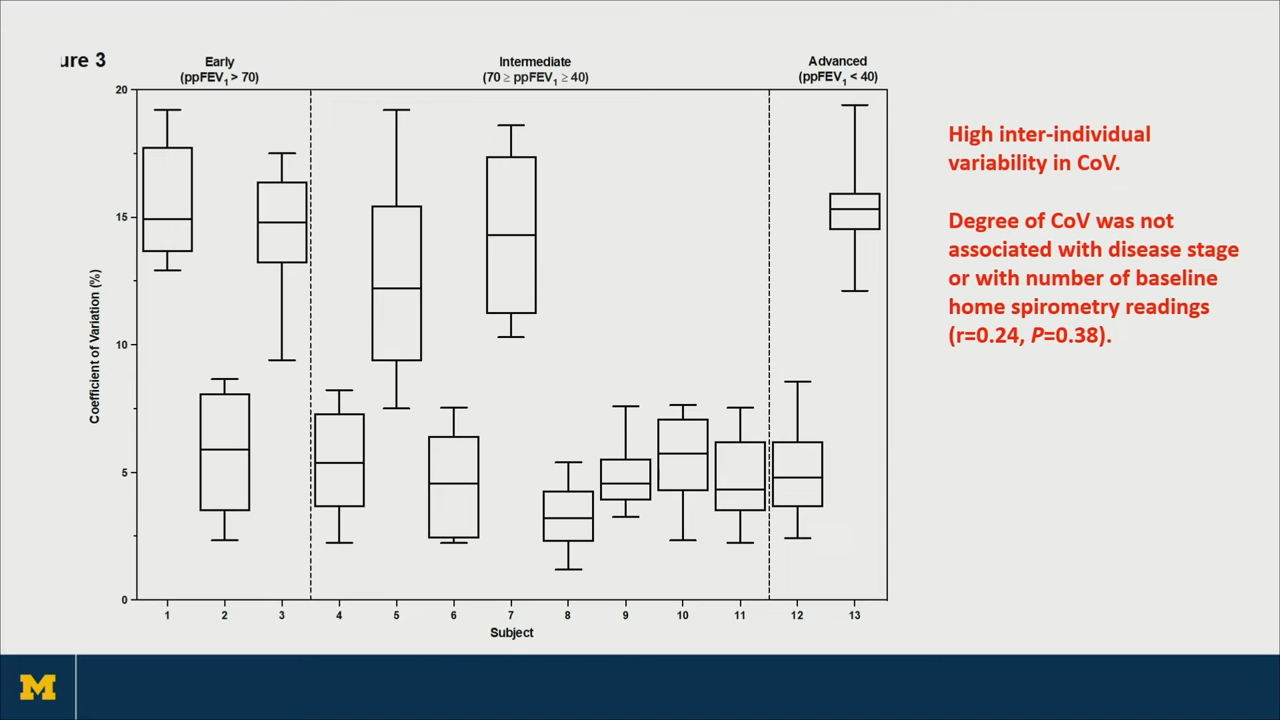 ure 3
Early
(ppFEV1 > 70)
Intermediate
(70 ≥ ppFEV1 ≥ 40)
Advanced
(ppFEV1 < 40)
20
15
10
5
0
Coefficient of Variation (%)
1 2 3 4 5 6 7 8 9 10 11 12 13
Subject
High inter-individual
variability in CoV.
Degree of CoV was not
associated with disease stage
or with number of baseline
home spirometry readings
(r=0.24, P=0.38).
M